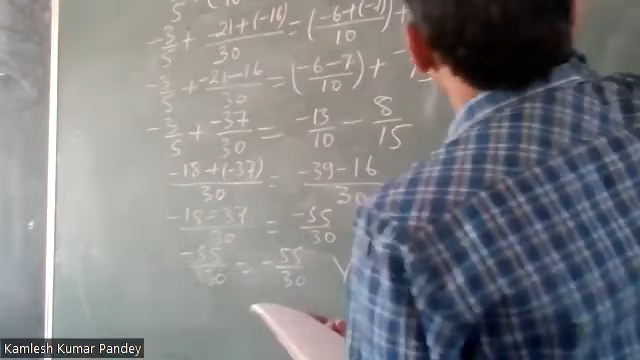 -3/5 + -21+(-16)/30 = (-6+(-7)/10) +
-3/5 + -21-16/30 = (-6-7/10) + -
-3/5 + -37/30 = -13/10 - 8/15
-18+(-37)/30 = -39-16/30
-18-37/30 = -55/30
-55/30 = -55/30
Kamlesh Kumar Pandey